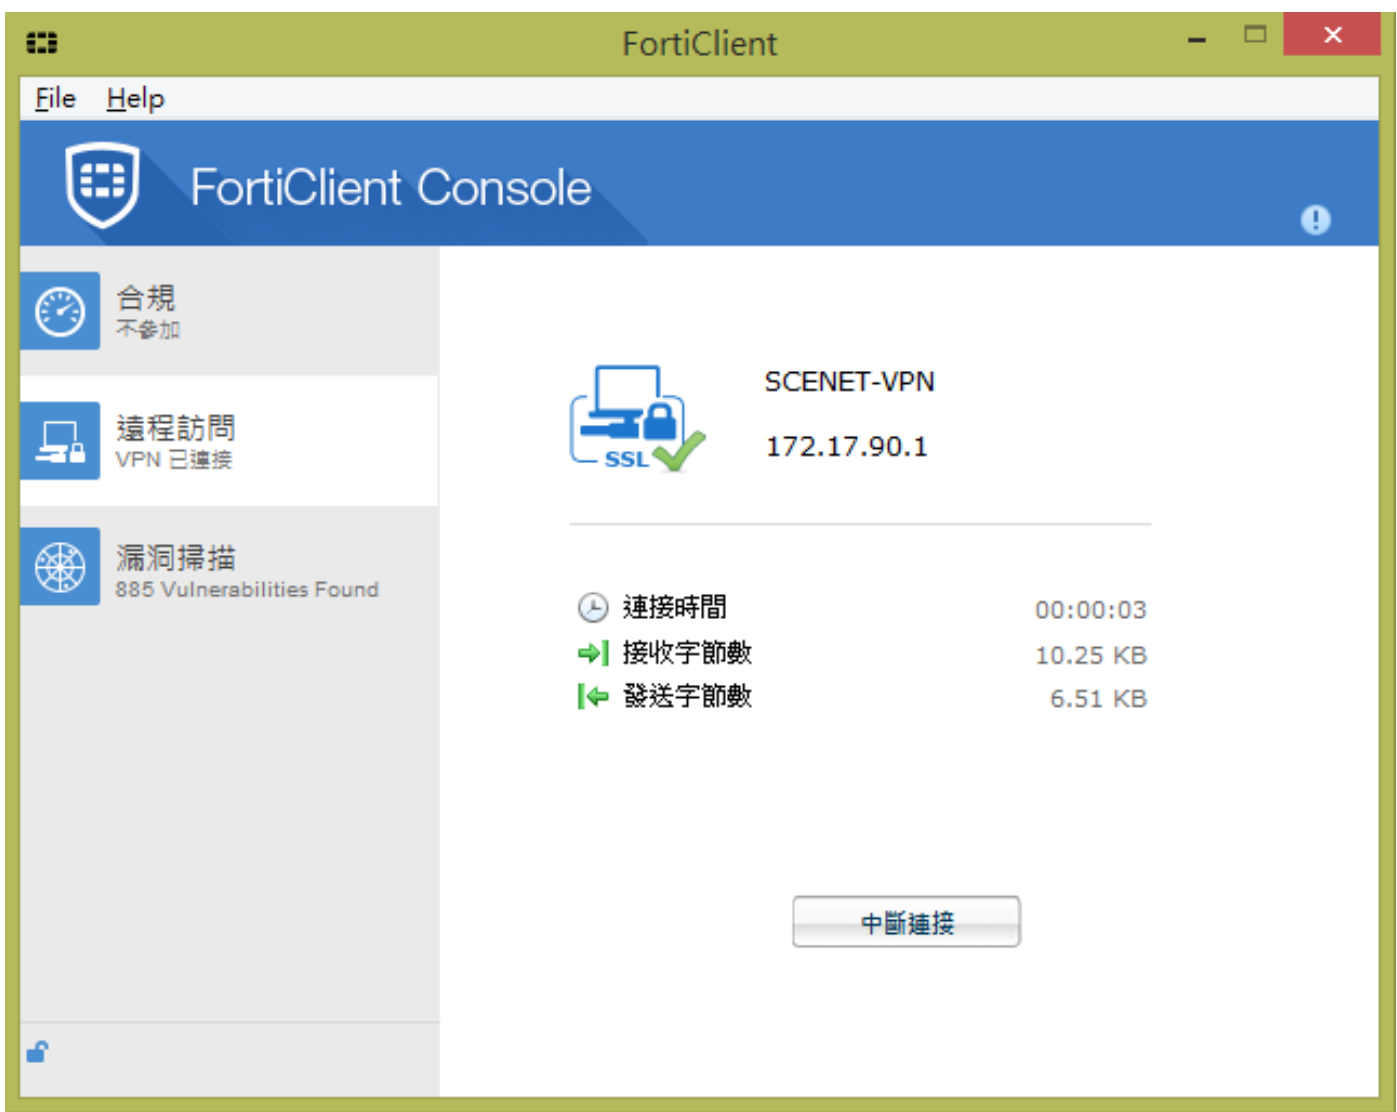 FortiClient
File Help
FortiClient Console
合規
不參加
遠程訪問
VPN 已連接
漏洞掃描
885 Vulnerabilities Found
SCENET-VPN
172.17.90.1
SSL
連接時間 00:00:03
接收字節數 10.25 KB
發送字節數 6.51 KB
中斷連接